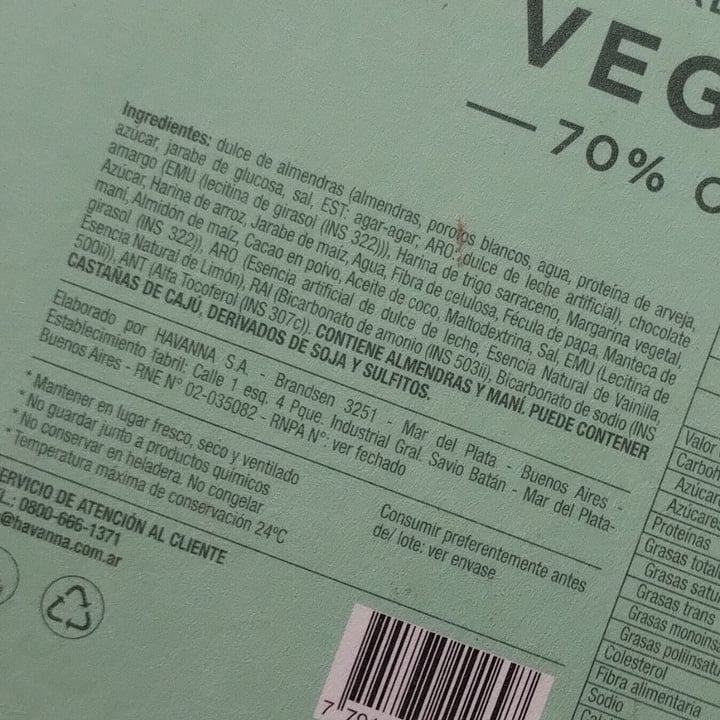 VEG
— 70% C
Ingredientes: dulce de almendras (almendras, porotos blancos, agua, proteína de arveja,
azúcar, jarabe de glucosa, sal, EST: agar-agar, ARO: dulce de leche artificial), chocolate
amargo (EMU (lecitina de girasol (INS 322))), Harina de trigo sarraceno, Margarina vegetal,
Azúcar, Harina de arroz, Jarabe de maíz, Agua, Fibra de celulosa, Fécula de papa, Manteca de
maní, Almidón de maíz, Cacao en polvo, Aceite de coco, Maltodextrina, Sal, EMU (Lecitina de
girasol (INS 322)), ARO (Esencia artificial de dulce de leche, Esencia Natural de Vainilla,
Esencia Natural de Limón), RAI (Bicarbonato de amonio (INS 503ii), Bicarbonato de sodio (INS
500ii)), ANT (Alfa Tocoferol (INS 307c)). CONTIENE ALMENDRAS Y MANÍ. PUEDE CONTENER
CASTAÑAS DE CAJÚ, DERIVADOS DE SOJA Y SULFITOS.
Elaborado por HAVANNA S.A. - Brandsen 3251 - Mar del Plata - Buenos Aires -
Establecimiento fabril: Calle 1 esq. 4 Pque. Industrial Gral. Savio Batán - Mar del Plata-
Buenos Aires - RNE Nº 02-035082 - RNPA Nº: ver fechado
* Mantener en lugar fresco, seco y ventilado
* No guardar junto a productos químicos
* No conservar en heladera. No congelar
* Temperatura máxima de conservación 24ºC
Consumir preferentemente antes
de/ lote: ver envase
ERVICIO DE ATENCIÓN AL CLIENTE
L.: 0800-666-1371
@havanna.com.ar
Valor
Carboh
Azúcar
Azúcare
Proteínas
Grasas total
Grasas satu
Grasas trans
Grasas monoins
Grasas poliinsatu
Colesterol
Fibra alimentaria
Sodio